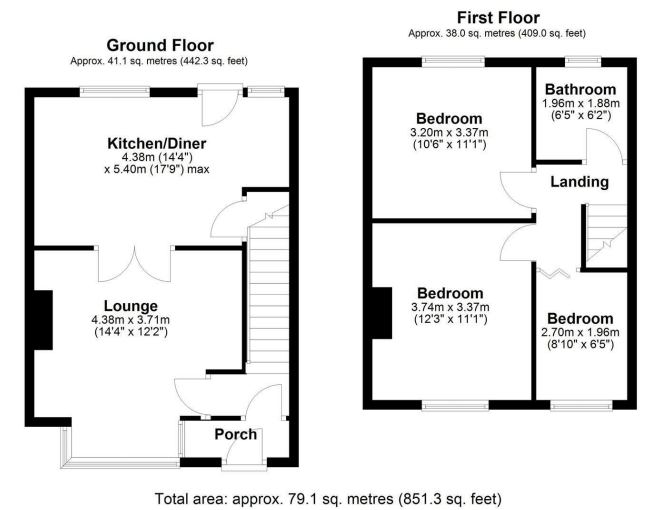 Ground Floor
Approx. 41.1 sq. metres (442.3 sq. feet)
Kitchen/Diner
4.38m (14'4")
x 5.40m (17'9") max
Lounge
4.38m x 3.71m
(14'4" x 12'2")
Porch
First Floor
Approx. 38.0 sq. metres (409.0 sq. feet)
Bedroom
3.20m x 3.37m
(10'6" x 11'1")
Bathroom
1.96m x 1.88m
(6'5" x 6'2")
Landing
Bedroom
3.74m x 3.37m
(12'3" x 11'1")
Bedroom
2.70m x 1.96m
(8'10" x 6'5")
Total area: approx. 79.1 sq. metres (851.3 sq. feet)